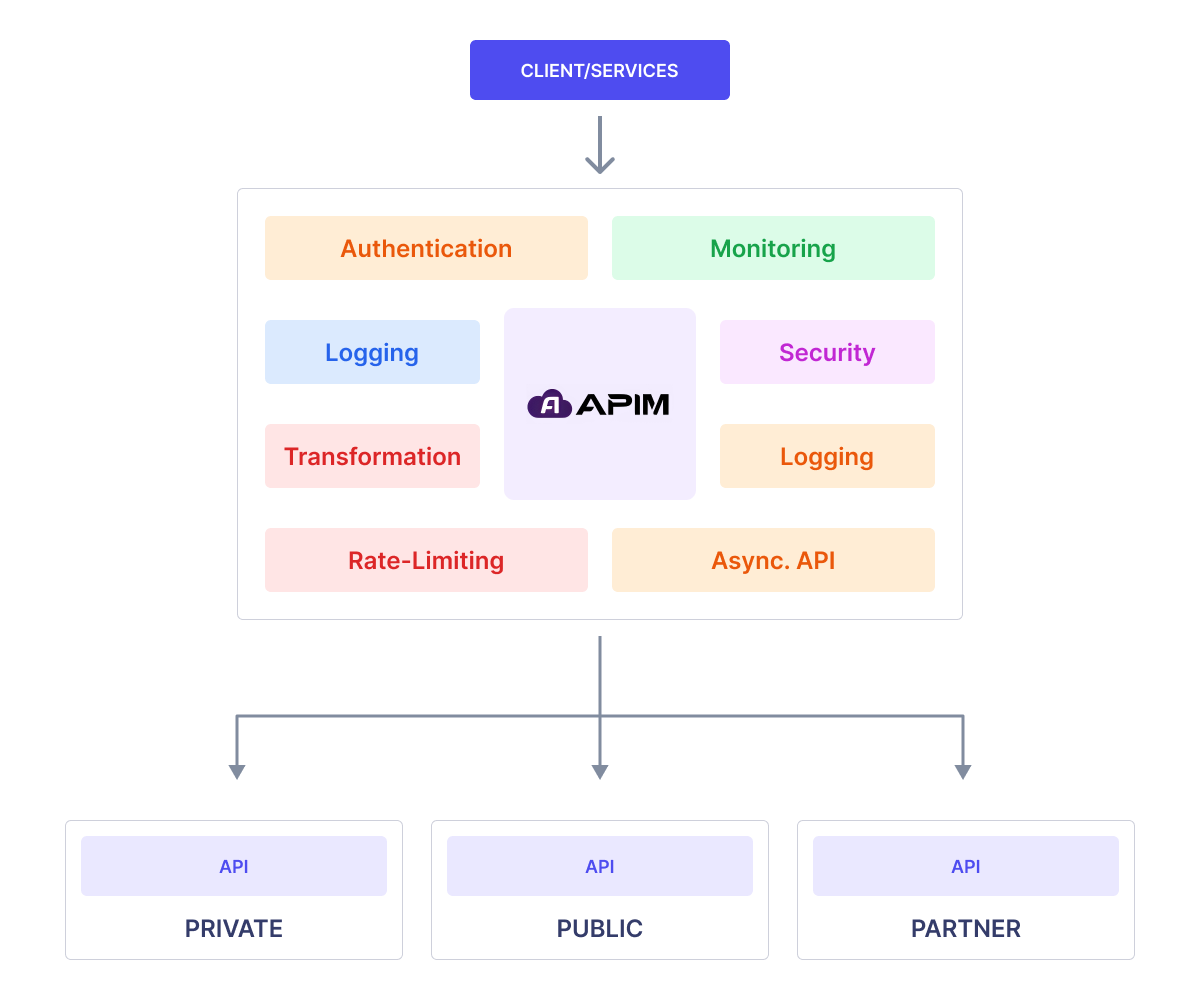 CLIENT/SERVICES
Authentication
Monitoring
Logging
Security
A APIM
Transformation
Logging
Rate-Limiting
Async. API
API
API
API
PRIVATE
PUBLIC
PARTNER